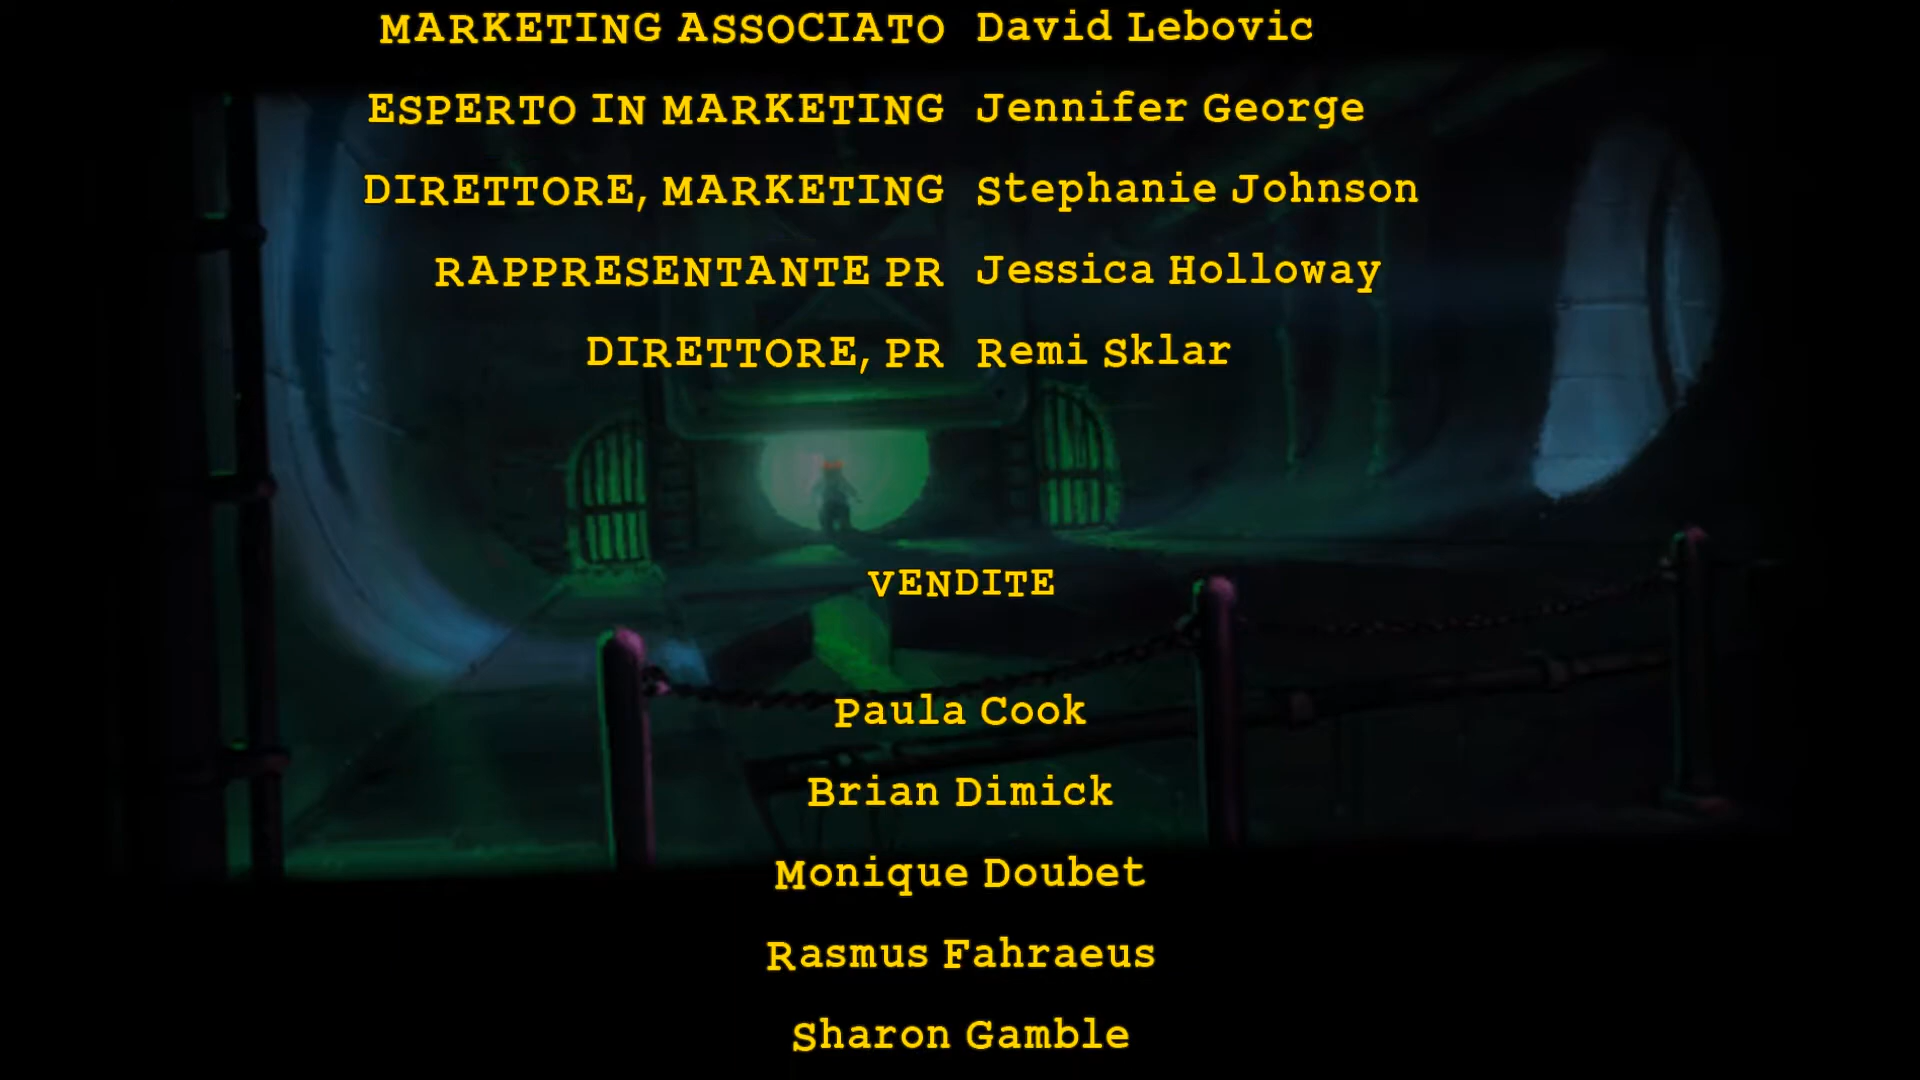 MARKETING ASSOCIATO David Lebovic
ESPERTO IN MARKETING Jennifer George
DIRETTORE, MARKETING Stephanie Johnson
RAPPRESENTANTE PR Jessica Holloway
DIRETTORE, PR Remi Sklar
VENDITE
Paula Cook
Brian Dimick
Monique Doubet
Rasmus Fahraeus
Sharon Gamble